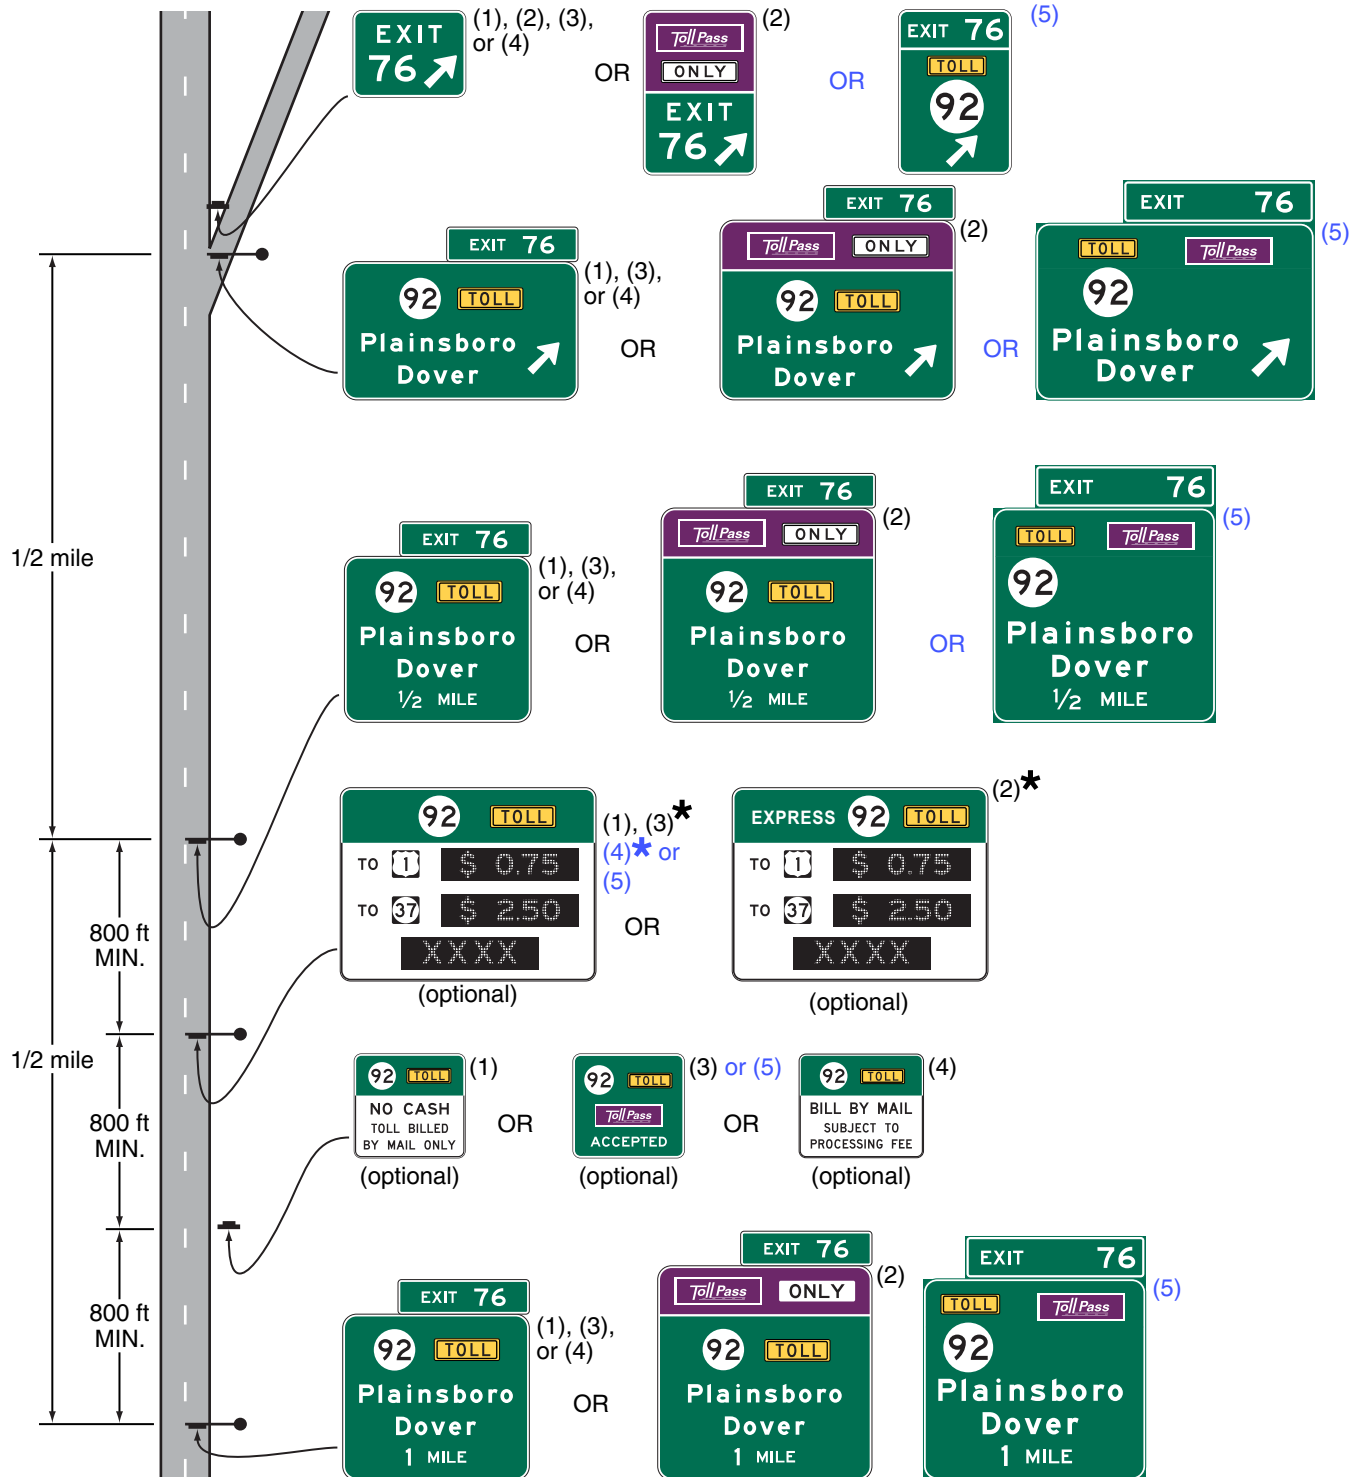 EXIT
76
(1), (2), (3),
or (4)
OR
Toll Pass
ONLY
EXIT
76
(2)
OR
EXIT 76
TOLL
92
(5)
EXIT 76
92 TOLL
Plainsboro
Dover
(1), (3),
or (4)
OR
EXIT 76
Toll Pass ONLY
92 TOLL
Plainsboro
Dover
(2)
OR
EXIT 76
TOLL Toll Pass
92
Plainsboro
Dover
(5)
1/2 mile
EXIT 76
92 TOLL
Plainsboro
Dover
1/2 MILE
(1), (3),
or (4)
OR
EXIT 76
Toll Pass ONLY
92 TOLL
Plainsboro
Dover
1/2 MILE
(2)
OR
EXIT 76
TOLL Toll Pass
92
Plainsboro
Dover
1/2 MILE
(5)
92 TOLL
TO 1 $ 0.75
TO 37 $ 2.50
XXXX
(optional)
(1), (3)*
(4)* or
(5)
OR
EXPRESS 92 TOLL
TO 1 $ 0.75
TO 37 $ 2.50
XXXX
(optional)
(2)*
800 ft
MIN.
1/2 mile
92 TOLL
NO CASH
TOLL BILLED
BY MAIL ONLY
(optional)
(1)
OR
92 TOLL
Toll Pass
ACCEPTED
(optional)
(3) or (5)
OR
92 TOLL
BILL BY MAIL
SUBJECT TO
PROCESSING FEE
(optional)
(4)
800 ft
MIN.
800 ft
MIN.
EXIT 76
92 TOLL
Plainsboro
Dover
1 MILE
(1), (3),
or (4)
OR
EXIT 76
Toll Pass ONLY
92 TOLL
Plainsboro
Dover
1 MILE
(2)
EXIT 76
TOLL Toll Pass
92
Plainsboro
Dover
1 MILE
(5)